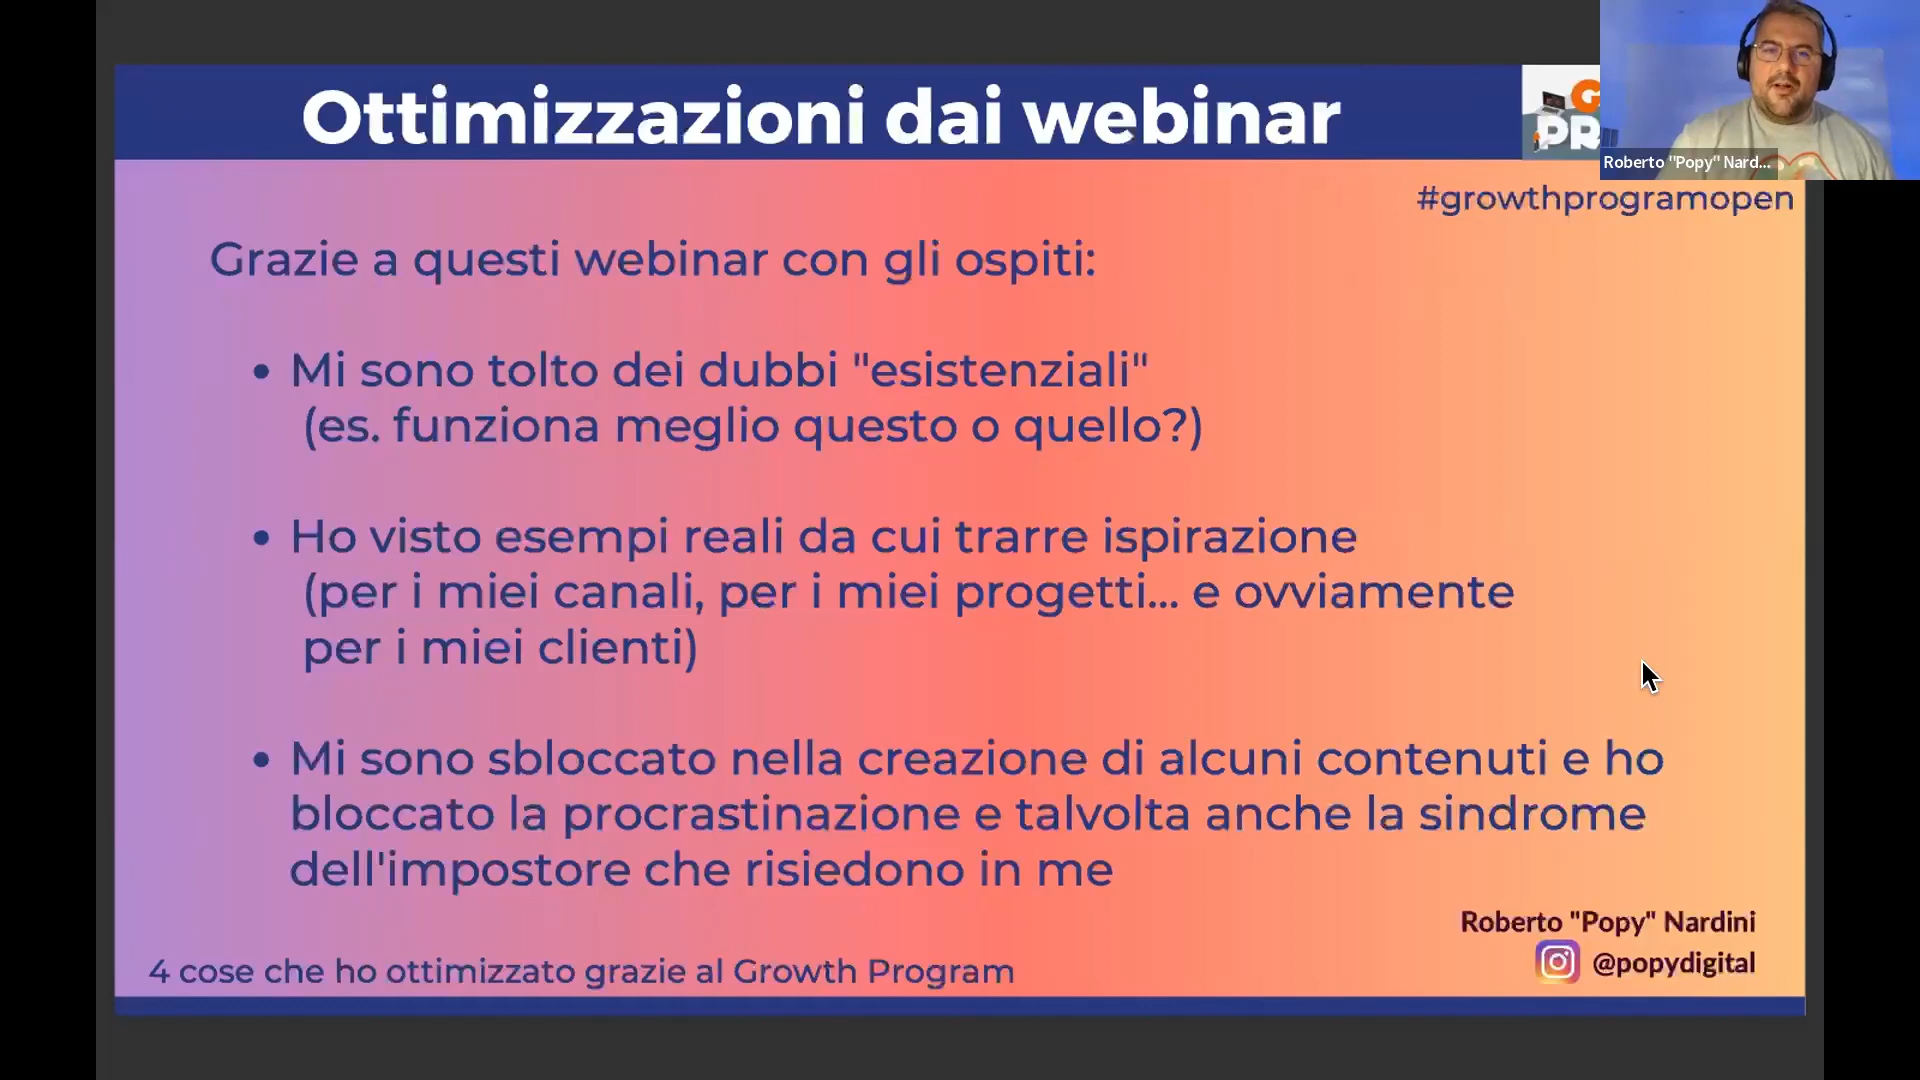 Ottimizzazioni dai webinar
Roberto "Popy" Nard...
#growthprogramopen
Grazie a questi webinar con gli ospiti:
• Mi sono tolto dei dubbi "esistenziali"
(es. funziona meglio questo o quello?)
• Ho visto esempi reali da cui trarre ispirazione
(per i miei canali, per i miei progetti... e ovviamente
per i miei clienti)
• Mi sono sbloccato nella creazione di alcuni contenuti e ho
bloccato la procrastinazione e talvolta anche la sindrome
dell'impostore che risiedono in me
Roberto "Popy" Nardini
@popydigital
4 cose che ho ottimizzato grazie al Growth Program